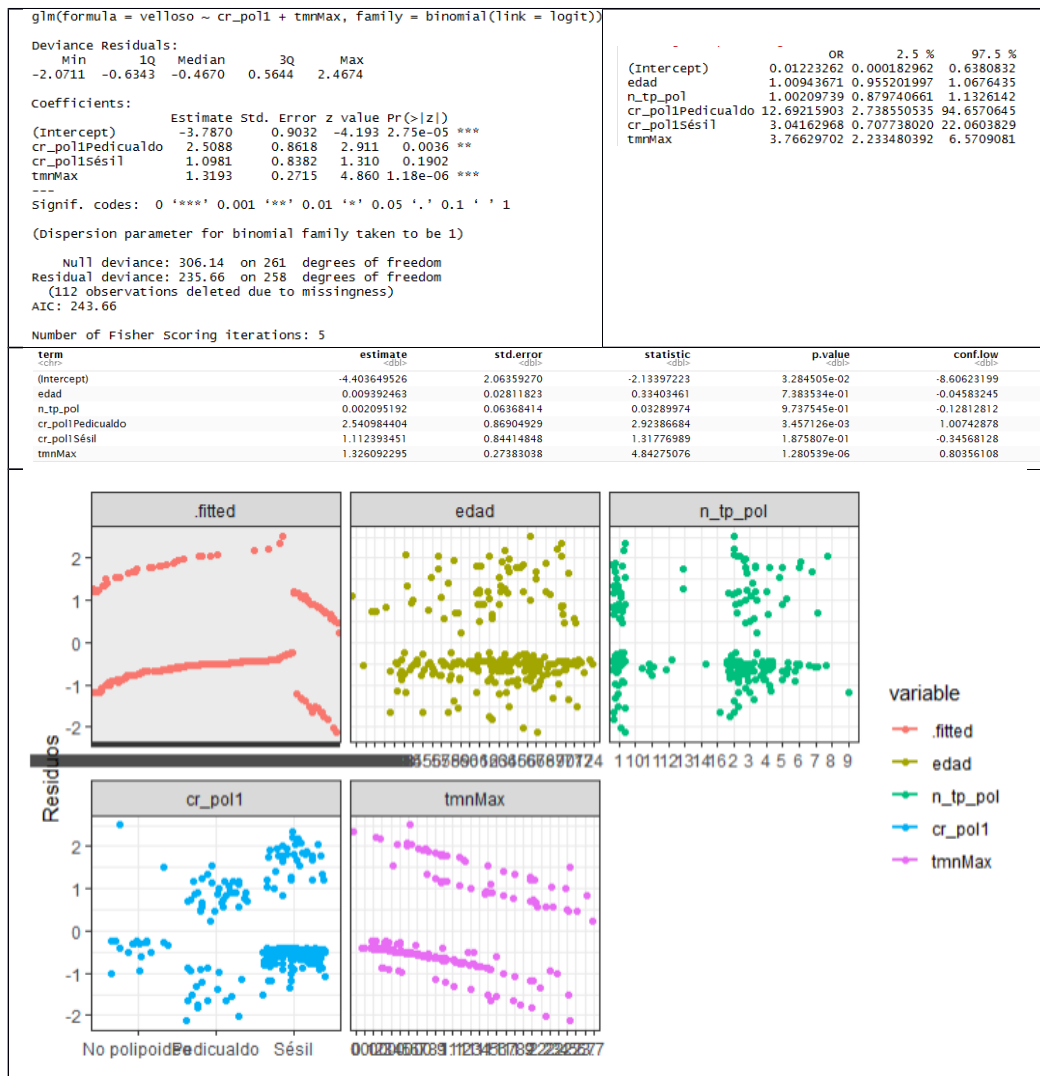 glm(formula = velloso ~ cr_pol1 + tmnMax, family = binomial(link = logit))
Deviance Residuals:
Min 1Q Median 3Q Max
-2.0711 -0.6343 -0.4670 0.5644 2.4674
Coefficients:
Estimate Std. Error z value Pr(>|z|)
(Intercept) -3.7870 0.9032 -4.193 2.75e-05 ***
cr_pol1Pedicualdo 2.5088 0.8618 2.911 0.0036 **
cr_pol1Sésil 1.0981 0.8382 1.310 0.1902
tmnMax 1.3193 0.2715 4.860 1.18e-06 ***
---
Signif. codes: 0 ‘***’ 0.001 ‘**’ 0.01 ‘*’ 0.05 ‘.’ 0.1 ‘ ’ 1
(Dispersion parameter for binomial family taken to be 1)
Null deviance: 306.14 on 261 degrees of freedom
Residual deviance: 235.66 on 258 degrees of freedom
(112 observations deleted due to missingness)
AIC: 243.66
Number of Fisher Scoring iterations: 5
OR 2.5 % 97.5 %
(Intercept) 0.01223262 0.000182962 0.6380832
edad 1.00943671 0.955201997 1.0676435
n_tp_pol 1.00209739 0.879740661 1.1326142
cr_pol1Pedicualdo 12.69215903 2.738550535 94.6570645
cr_pol1Sésil 3.04162968 0.707738020 22.0603829
tmnMax 3.76629702 2.233480392 6.5709081
term estimate std.error statistic p.value conf.low
<chr> <dbl> <dbl> <dbl> <dbl> <dbl>
(Intercept) -4.403649526 2.06359270 -2.13397223 3.284505e-02 -8.60623199
edad 0.009392463 0.02811823 0.33403461 7.383534e-01 -0.04583245
n_tp_pol 0.002095192 0.06368414 0.03289974 9.737545e-01 -0.12812812
cr_pol1Pedicualdo 2.540984404 0.86904929 2.92386684 3.457126e-03 1.00742878
cr_pol1Sésil 1.112393451 0.84414848 1.31776989 1.875807e-01 -0.34568128
tmnMax 1.326092295 0.27383038 4.84275076 1.280539e-06 0.80356108
.fitted edad n_tp_pol
2
1
0
-1
-2
1 10 11 12 13 14 16 2 3 4 5 6 7 8 9
Residuos
cr_pol1 tmnMax
2
1
0
-1
-2
No polipoidee Pedicualdo Sésil
variable
.fitted
edad
n_tp_pol
cr_pol1
tmnMax